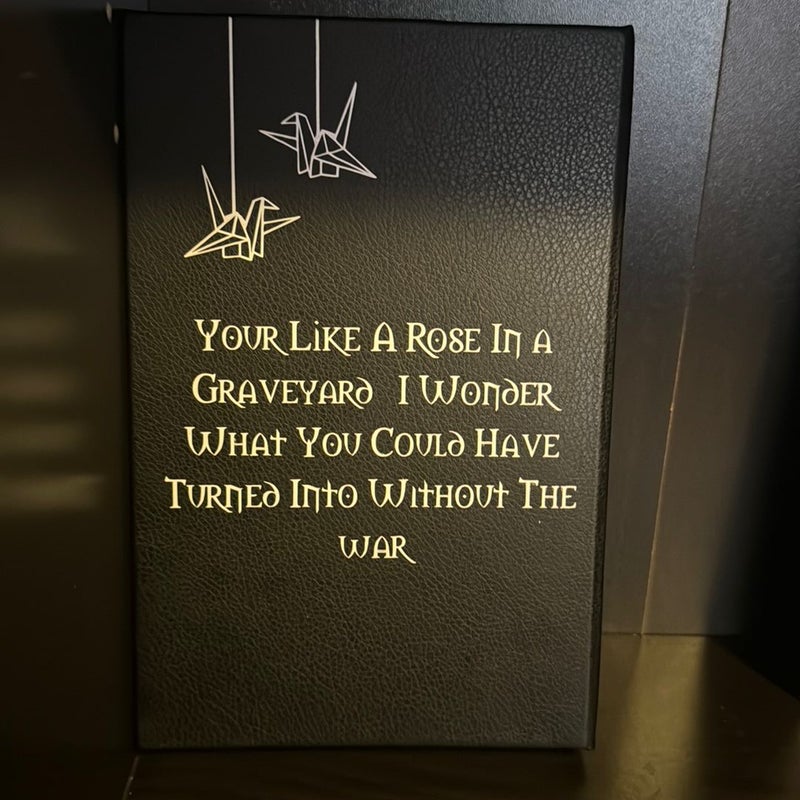 Your Like A Rose In A
Graveyard I Wonder
What You Could Have
Turned Into Without The
War